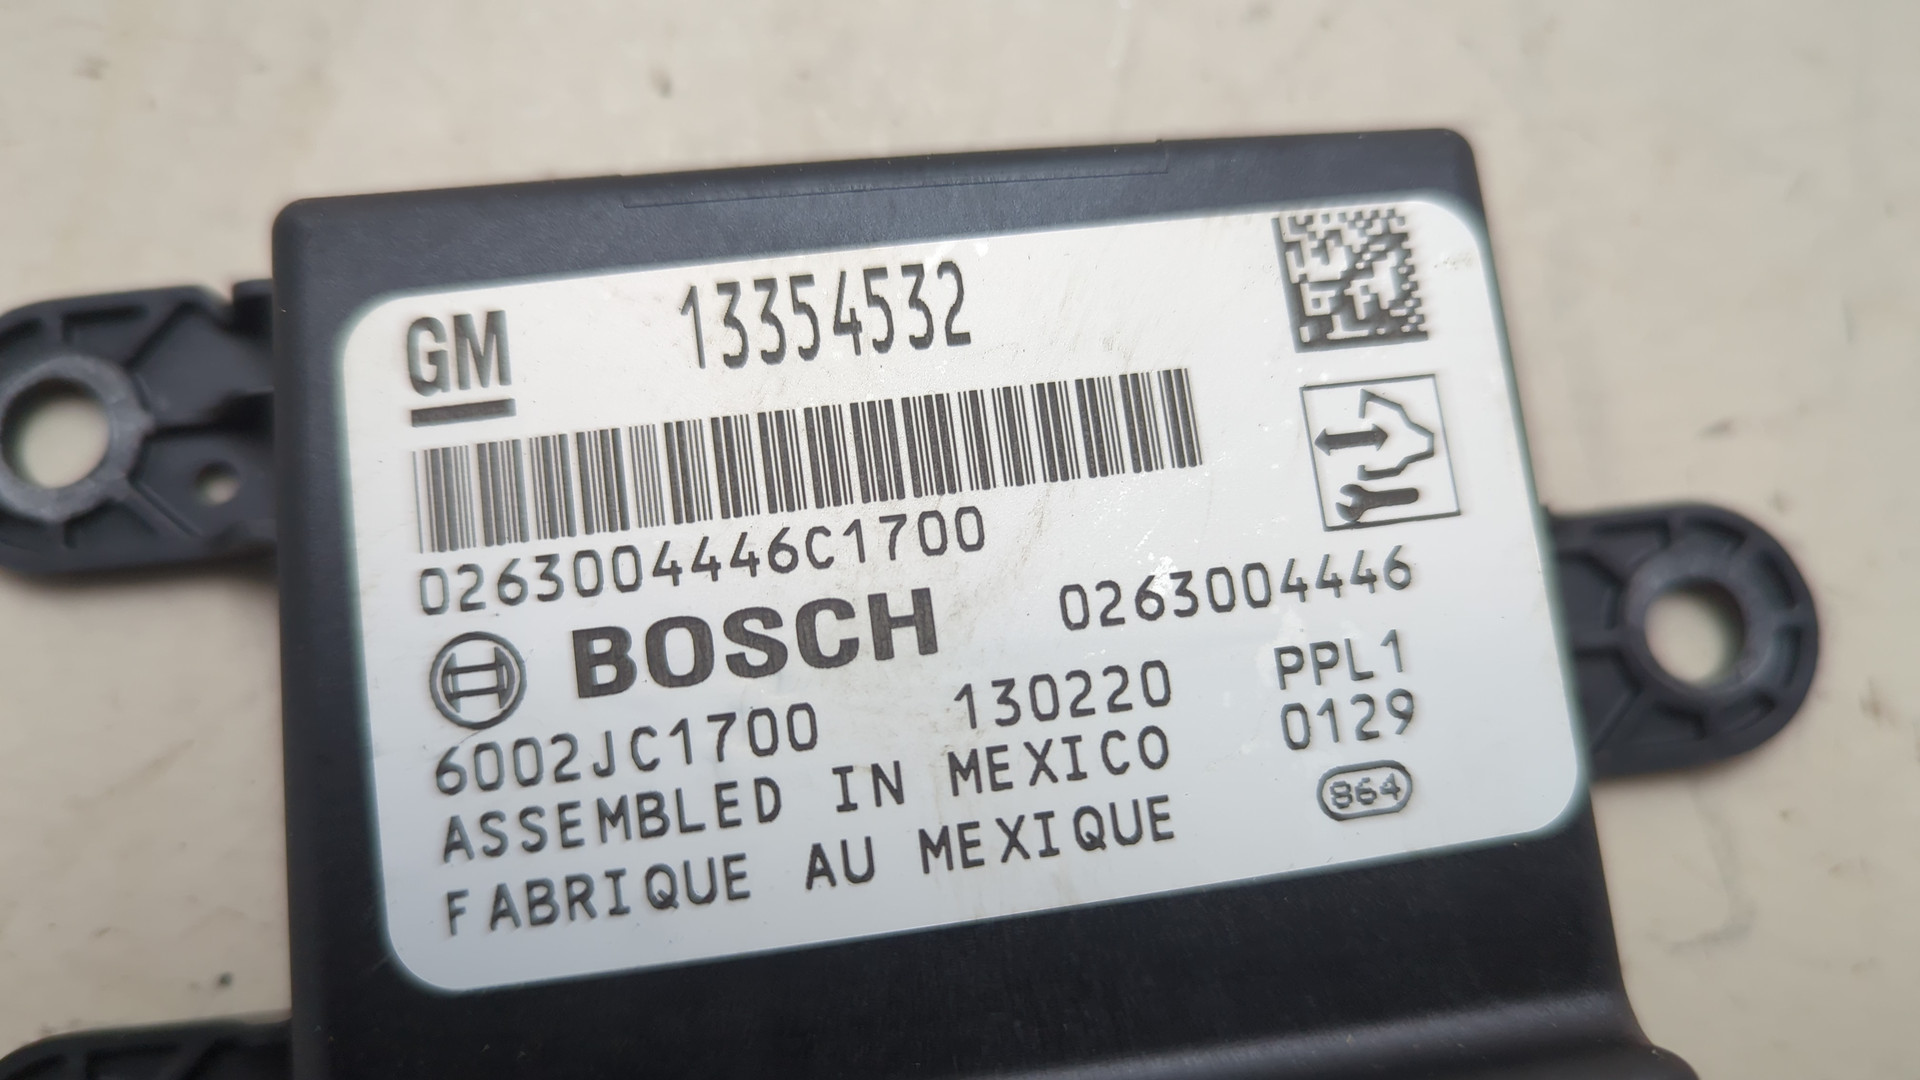 GM 13354532
0263004446C1700
BOSCH 0263004446
6002JC1700 130220 PPL1
ASSEMBLED IN MEXICO 0129
FABRIQUE AU MEXIQUE 864